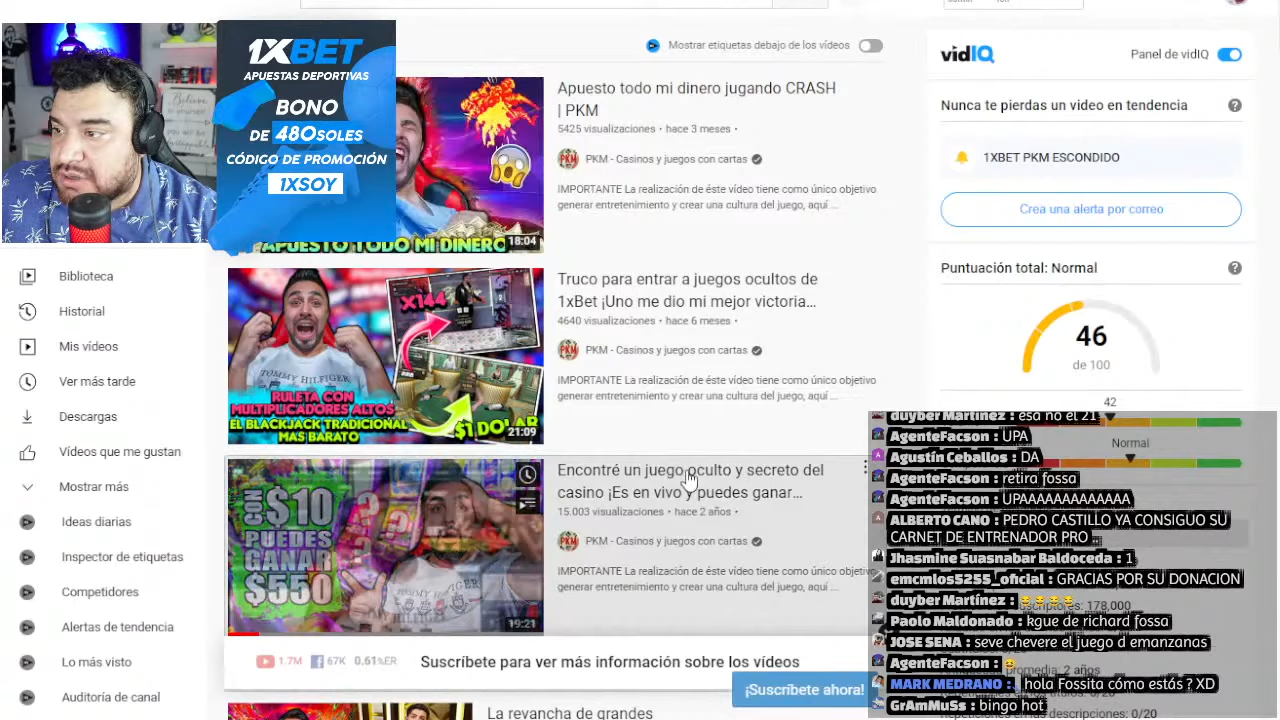 1XBET
APUESTAS DEPORTIVAS
BONO
DE 480SOLES
CÓDIGO DE PROMOCIÓN
1XSOY
Mostrar etiquetas debajo de los vídeos
APUESTO TODO MI DINERO
18:04
Apuesto todo mi dinero jugando CRASH
| PKM
5425 visualizaciones • hace 3 meses •
PKM - Casinos y juegos con cartas
IMPORTANTE La realización de éste vídeo tiene como único objetivo
generar entretenimiento y crear una cultura del juego, aquí ...
X144
TOMMY HILFIGER
RULETA CON
MULTIPLICADORES ALTOS
EL BLACKJACK TRADICIONAL
MAS BARATO
$1 DOLAR
21:09
Truco para entrar a juegos ocultos de
1xBet ¡Uno me dio mi mejor victoria...
4640 visualizaciones • hace 6 meses •
PKM - Casinos y juegos con cartas
IMPORTANTE La realización de éste vídeo tiene como único objetivo
generar entretenimiento y crear una cultura del juego, aquí ...
CON $10
PUEDES
GANAR
$550
TOMMY HILFIGER
19:21
Encontré un juego oculto y secreto del
casino ¡Es en vivo y puedes ganar...
15.003 visualizaciones • hace 2 años •
PKM - Casinos y juegos con cartas
IMPORTANTE La realización de éste vídeo tiene como único objetivo
generar entretenimiento y crear una cultura del juego, aquí ...
1.7M 67K 0.61%ER
Suscríbete para ver más información sobre los vídeos
¡Suscríbete ahora!
La revancha de grandes
Biblioteca
Historial
Mis vídeos
Ver más tarde
Descargas
Vídeos que me gustan
Mostrar más
Ideas diarias
Inspector de etiquetas
Competidores
Alertas de tendencia
Lo más visto
Auditoría de canal
vidIQ
Panel de vidIQ
Nunca te pierdas un video en tendencia
1XBET PKM ESCONDIDO
Crea una alerta por correo
Puntuación total: Normal
46
de 100
42
Normal
duyber Martínez : esa no el 21
AgenteFacson : UPA
Agustín Ceballos : DA
AgenteFacson : retira fossa
AgenteFacson : UPAAAAAAAAAAAA
ALBERTO CANO : PEDRO CASTILLO YA CONSIGUO SU
CARNET DE ENTRENADOR PRO
Jhasmine Suasnabar Baldoceda : 1
emcmlos5255_oficial : GRACIAS POR SU DONACION
duyber Martínez : 😂😂😂😂
178,000
Paolo Maldonado : kgue de richard fossa
JOSE SENA : seve chevere el juego d emanzanas
AgenteFacson : 😀
2 años
MARK MEDRANO : hola Fossita cómo estás ? XD
GrAmMuSs : bingo hot
Repeticiones en las descripciones: 0/20